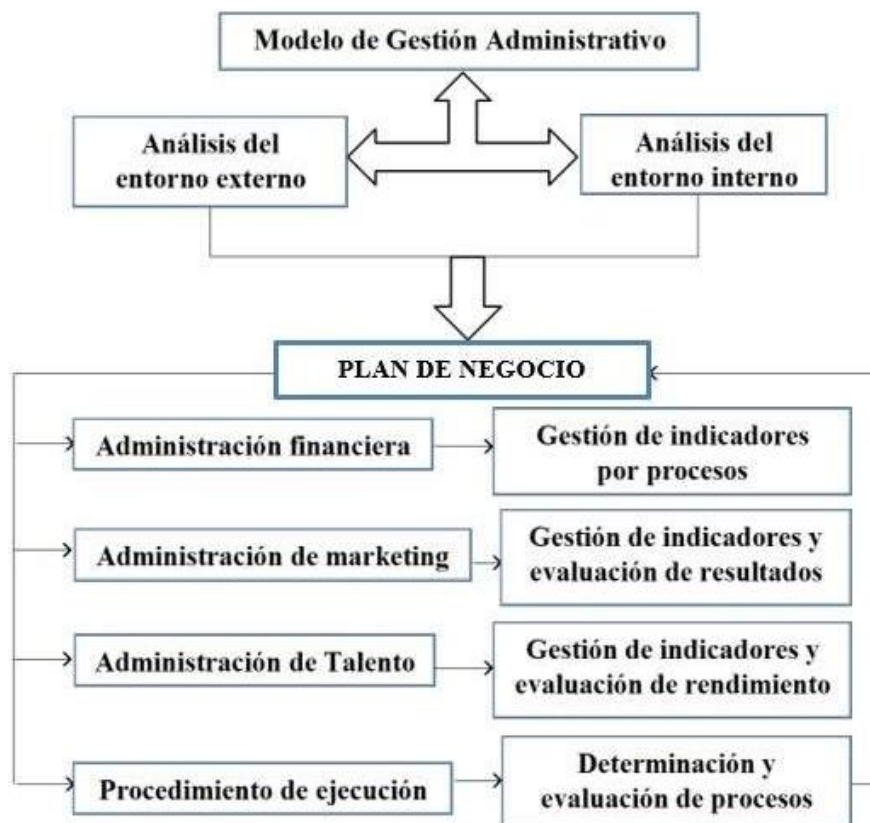 Modelo de Gestión Administrativo
Análisis del
entorno externo
Análisis del
entorno interno
PLAN DE NEGOCIO
Administración financiera
Gestión de indicadores
por procesos
Administración de marketing
Gestión de indicadores y
evaluación de resultados
Administración de Talento
Gestión de indicadores y
evaluación de rendimiento
Procedimiento de ejecución
Determinación y
evaluación de procesos